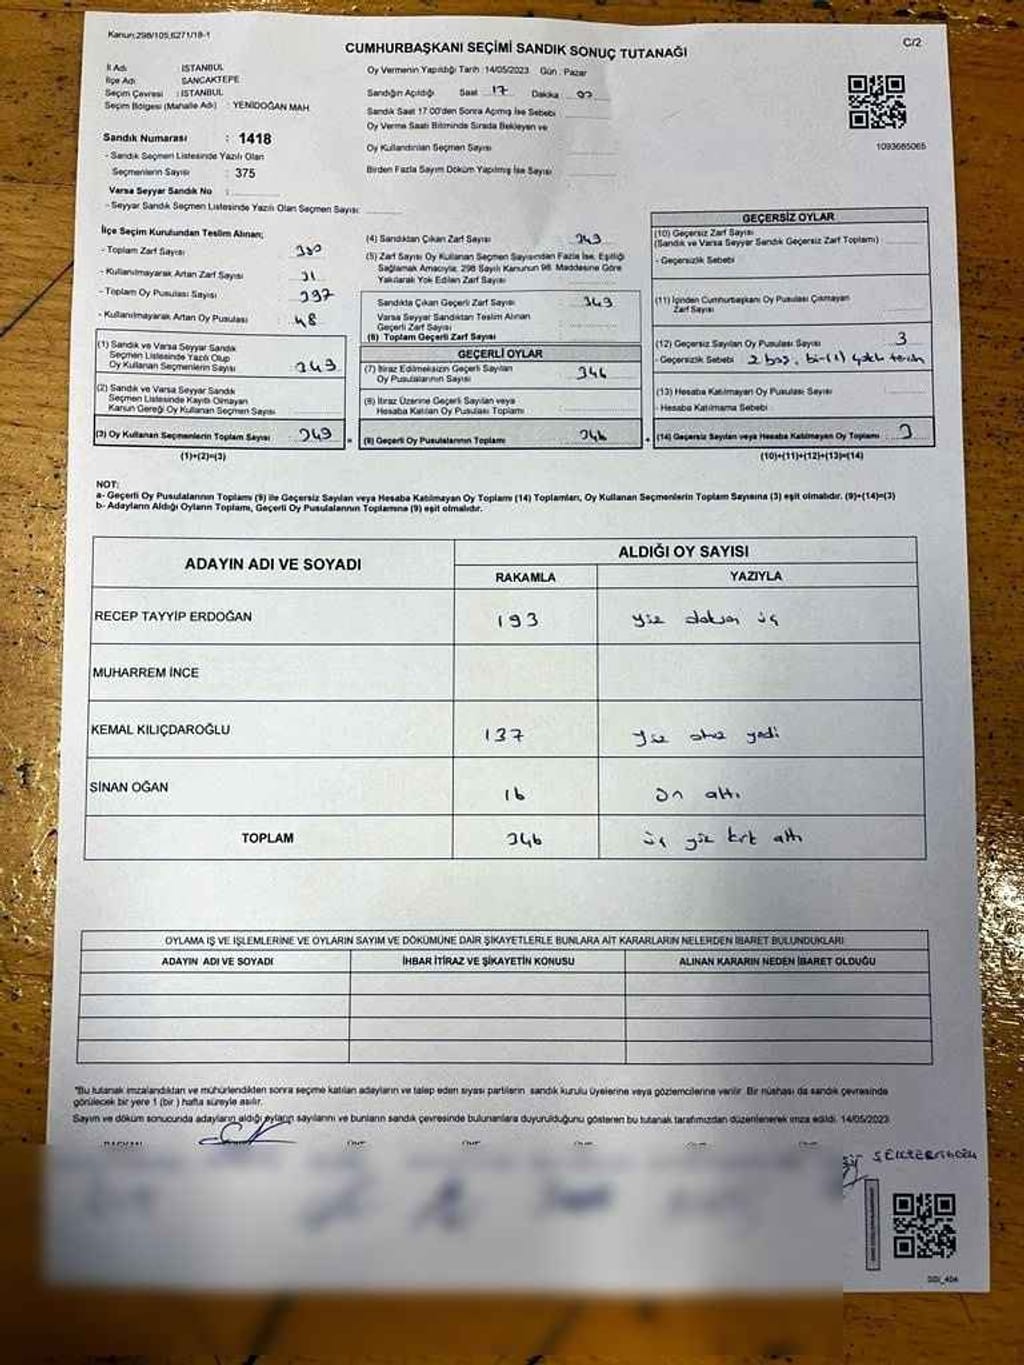 Kanun:298/105,6271/18-1
CUMHURBAŞKANI SEÇİMİ SANDIK SONUÇ TUTANAĞI
C/2
İl Adı : İSTANBUL
İlçe Adı : SANCAKTEPE
Seçim Çevresi : İSTANBUL
Seçim Bölgesi (Mahalle Adı) : YENİDOĞAN MAH.
Sandık Numarası : 1418
- Sandık Seçmen Listesinde Yazılı Olan
Seçmenlerin Sayısı : 375
Varsa Seyyar Sandık No :
- Seyyar Sandık Seçmen Listesinde Yazılı Olan Seçmen Sayısı:
Oy Vermenin Yapıldığı Tarih :14/05/2023 Gün : Pazar
Sandığın Açıldığı Saat 17 Dakika
Sandık Saat 17:00'den Sonra Açılmış İse Sebebi
Oy Verme Saati Bitiminde Sırada Bekleyen ve
Oy Kullandırılan Seçmen Sayısı
Birden Fazla Sayım Döküm Yapılmış İse Sayısı
1093685065
İlçe Seçim Kurulundan Teslim Alınan;
- Toplam Zarf Sayısı 380
- Kullanılmayarak Artan Zarf Sayısı 31
- Toplam Oy Pusulası Sayısı 397
- Kullanılmayarak Artan Oy Pusulası : 48
(1) Sandık ve Varsa Seyyar Sandık
Seçmen Listesinde Yazılı Olup
Oy Kullanan Seçmenlerin Sayısı 349
(2) Sandık ve Varsa Seyyar Sandık
Seçmen Listesinde Kayıtlı Olmayan
Kanun Gereği Oy Kullanan Seçmen Sayısı
(3) Oy Kullanan Seçmenlerin Toplam Sayısı 349
(1)+(2)=(3)
(4) Sandıktan Çıkan Zarf Sayısı 349
(5) Zarf Sayısı Oy Kullanan Seçmen Sayısından Fazla İse, Eşitliği
Sağlamak Amacıyla; 298 Sayılı Kanunun 98. Maddesine Göre
Yakılarak Yok Edilen Zarf Sayısı
Sandıkta Çıkan Geçerli Zarf Sayısı 349
Varsa Seyyar Sandıktan Teslim Alınan
Geçerli Zarf Sayısı
(6) Toplam Geçerli Zarf Sayısı
GEÇERLİ OYLAR
(7) İtiraz Edilmeksizin Geçerli Sayılan
Oy Pusulalarının Sayısı 346
(8) İtiraz Üzerine Geçerli Sayılan veya
Hesaba Katılan Oy Pusulası Toplamı
(9) Geçerli Oy Pusulalarının Toplamı 346
GEÇERSİZ OYLAR
(10) Geçersiz Zarf Sayısı
(Sandık ve Varsa Seyyar Sandık Geçersiz Zarf Toplamı)
- Geçersizlik Sebebi
(11) İçinden Cumhurbaşkanı Oy Pusulası Çıkmayan
Zarf Sayısı
(12) Geçersiz Sayılan Oy Pusulası Sayısı 3
- Geçersizlik Sebebi 2 boş, bir(1) çoklu tercih
(13) Hesaba Katılmayan Oy Pusulası Sayısı
- Hesaba Katılmama Sebebi
(14) Geçersiz Sayılan veya Hesaba Katılmayan Oy Toplamı 3
(10)+(11)+(12)+(13)=(14)
NOT:
a- Geçerli Oy Pusulalarının Toplamı (9) ile Geçersiz Sayılan veya Hesaba Katılmayan Oy Toplamı (14) Toplamları, Oy Kullanan Seçmenlerin Toplam Sayısına (3) eşit olmalıdır. (9)+(14)=(3)
b- Adayların Aldığı Oyların Toplamı, Geçerli Oy Pusulalarının Toplamına (9) eşit olmalıdır.
ADAYIN ADI VE SOYADI ALDIĞI OY SAYISI
RAKAMLA YAZIYLA
RECEP TAYYİP ERDOĞAN 193 yüz doksan üç
MUHARREM İNCE
KEMAL KILIÇDAROĞLU 137 yüz otuz yedi
SİNAN OĞAN 16 on altı
TOPLAM 346 üç yüz kırk altı
OYLAMA İŞ VE İŞLEMLERİNE VE OYLARIN SAYIM VE DÖKÜMÜNE DAİR ŞİKAYETLERLE BUNLARA AİT KARARLARIN NELERDEN İBARET BULUNDUKLARI
ADAYIN ADI VE SOYADI İHBAR İTİRAZ VE ŞİKAYETİN KONUSU ALINAN KARARIN NEDEN İBARET OLDUĞU
*Bu tutanak imzalandıktan ve mühürlendikten sonra seçime katılan adayların ve talep eden siyasi partilerin sandık kurulu üyelerine veya gözlemcilerine verilir. Bir nüshası da sandık çevresinde
görülecek bir yere 1 (bir ) hafta süreyle asılır.
Sayım ve döküm sonucunda adayların aldığı oyların sayılarını ve bunların sandık çevresinde bulunanlara duyurulduğunu gösteren bu tutanak tarafımızdan düzenlenerek imza edildi. 14/05/2023